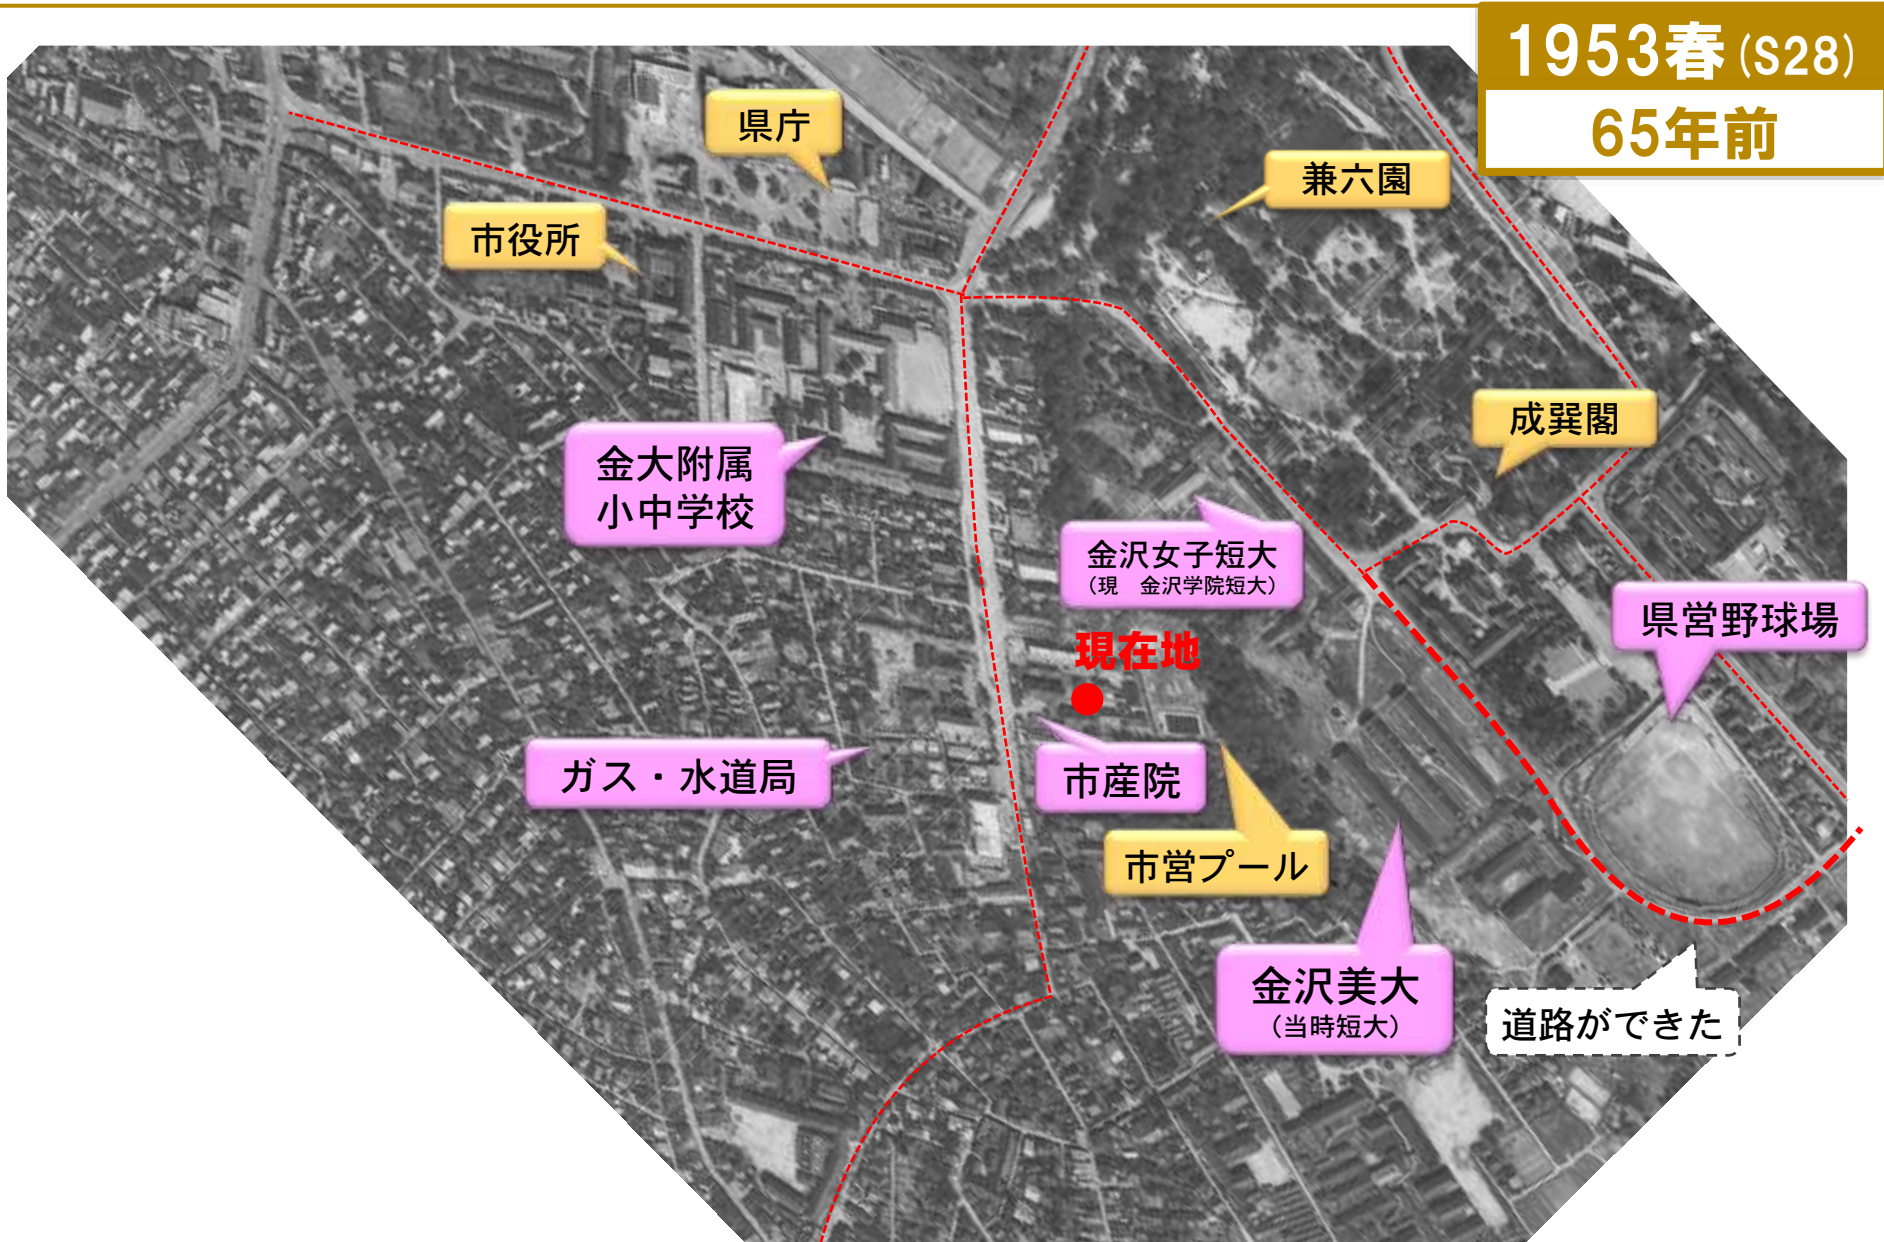 1953春(S28)
65年前
県庁
兼六園
市役所
成巽閣
金大附属
小中学校
金沢女子短大
(現　金沢学院短大)
県営野球場
現在地
ガス・水道局
市産院
市営プール
金沢美大
(当時短大)
道路ができた